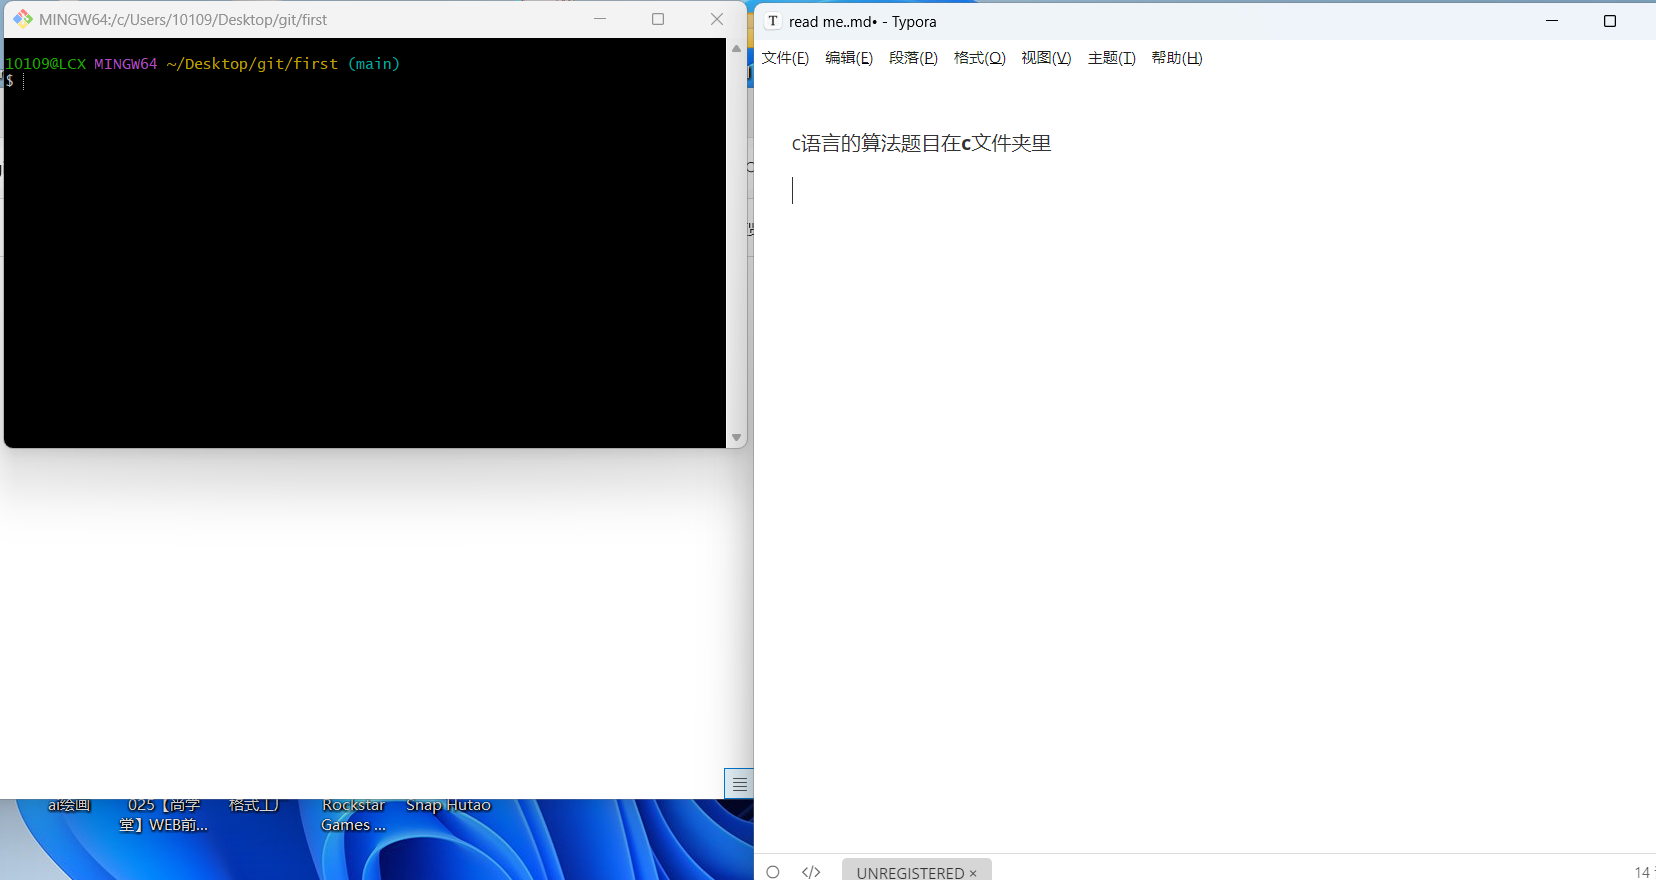 MINGW64:/c/Users/10109/Desktop/git/first
10109@LCX MINGW64 ~/Desktop/git/first (main)
$
read me..md• - Typora
文件(F) 编辑(E) 段落(P) 格式(O) 视图(V) 主题(T) 帮助(H)
c语言的算法题目在c文件夹里
ai绘画
025【尚学
堂】WEB前...
格式工厂
Rockstar
Games ...
Snap Hutao
</> UNREGISTERED ×
14